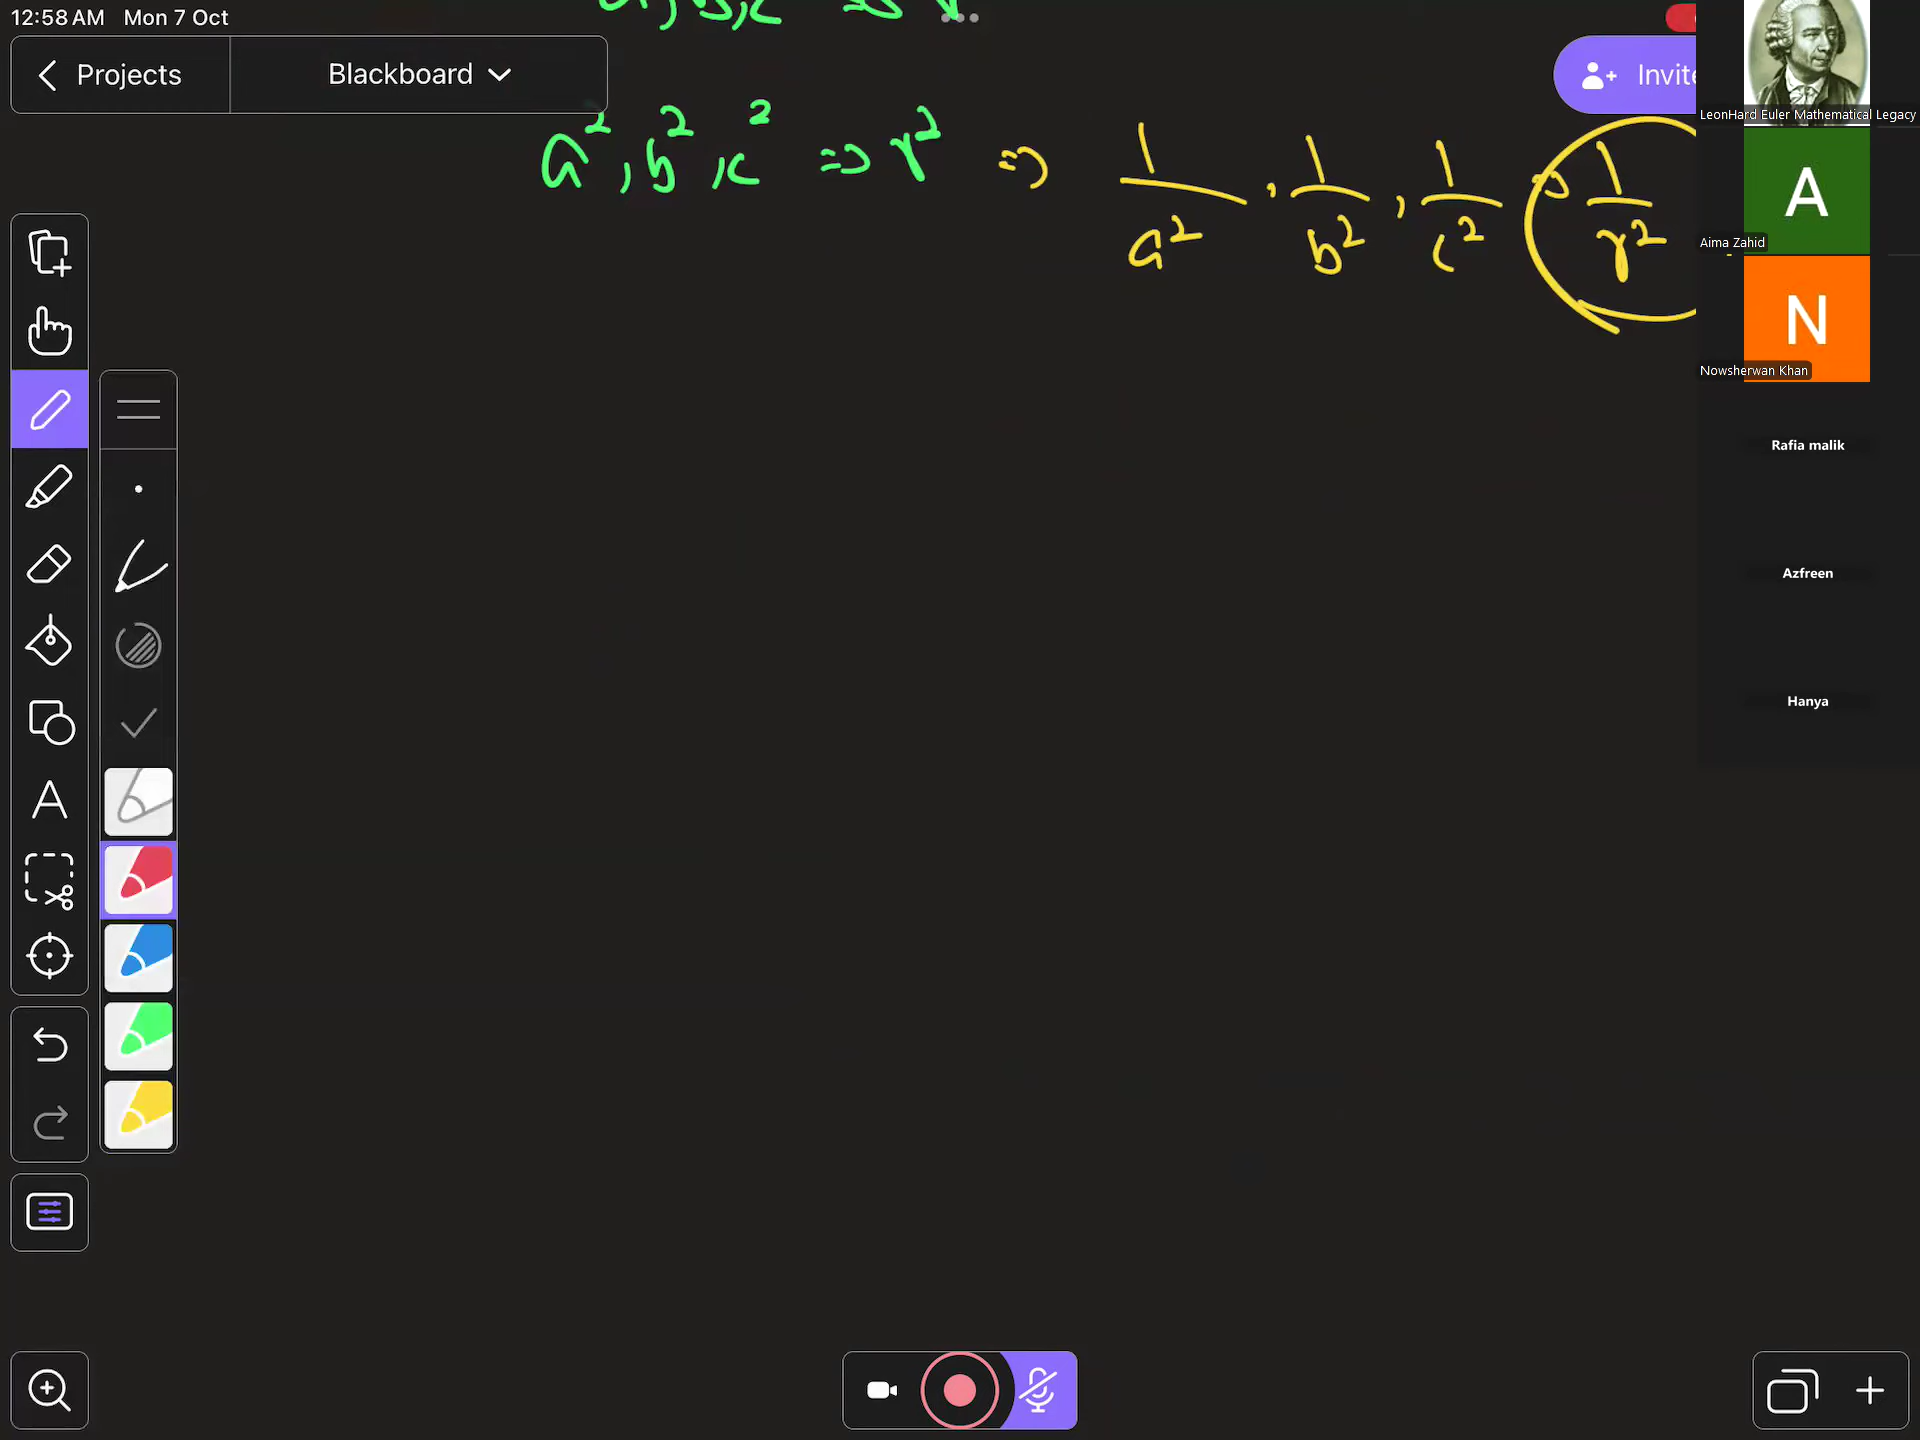 12:58 AM Mon 7 Oct
Projects
Blackboard
Invite
LeonHard Euler Mathematical Legacy
a², b², c² => r² => 1/a², 1/b², 1/c² => 1/r²
A
Aima Zahid
N
Nowsherwan Khan
Rafia malik
Azfreen
Hanya
A